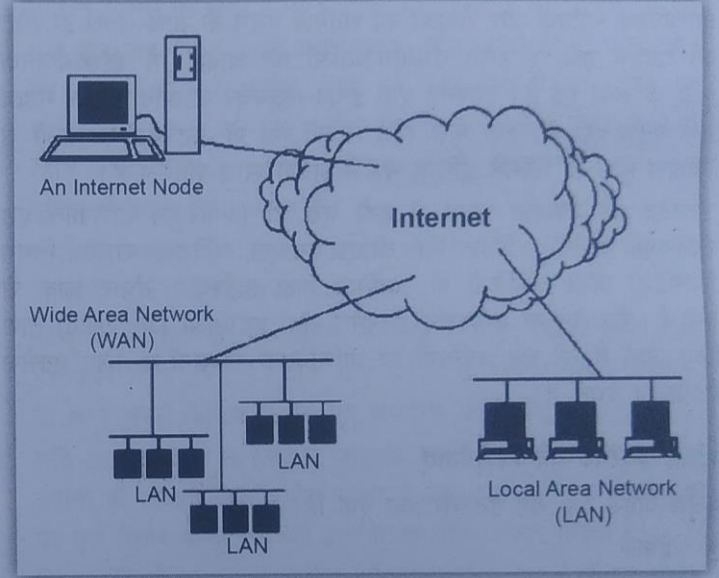 An Internet Node
Internet
Wide Area Network
(WAN)
LAN
LAN
LAN
Local Area Network
(LAN)